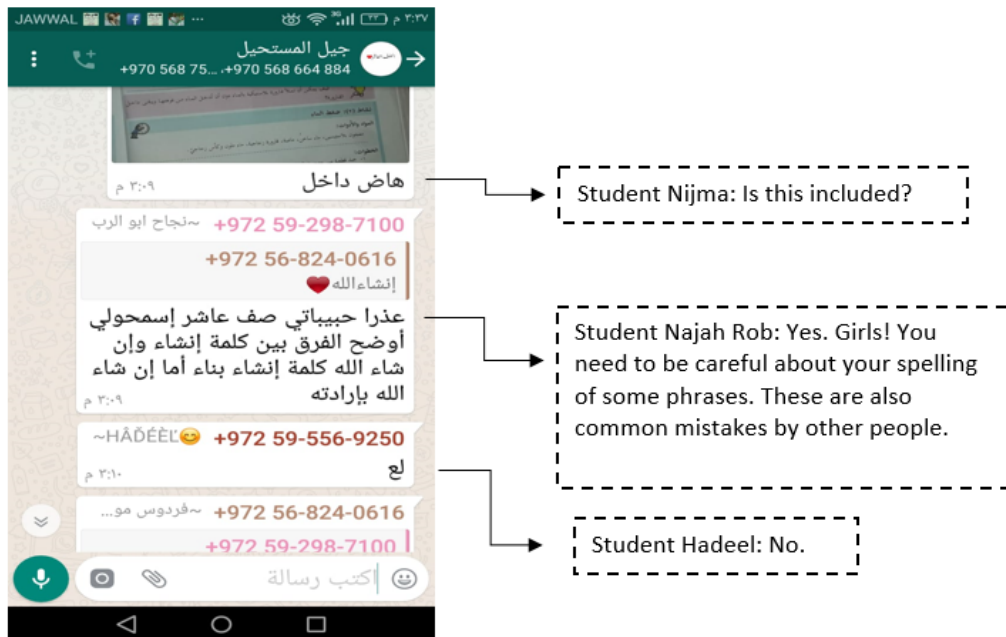 JAWWAL
٣:٣٧ م
جيل المستحيل
+970 568 75... ،+970 568 664 884
هاض داخل
٣:٠٩ م
+972 59-298-7100 ~نجاح ابو الرب
+972 56-824-0616
إنشاءالله❤️
عذرا حبيباتي صف عاشر إسمحولي
أوضح الفرق بين كلمة إنشاء وإن
شاء الله كلمة إنشاء بناء أما إن شاء
الله بإرادته
٣:٠٩ م
+972 59-556-9250 ~HÂĎÉÈĽ😊
لع
٣:١٠ م
+972 56-824-0616 ~فردوس مو...
+972 59-298-7100
اكتب رسالة
Student Nijma: Is this included?
Student Najah Rob: Yes. Girls! You
need to be careful about your spelling
of some phrases. These are also
common mistakes by other people.
Student Hadeel: No.